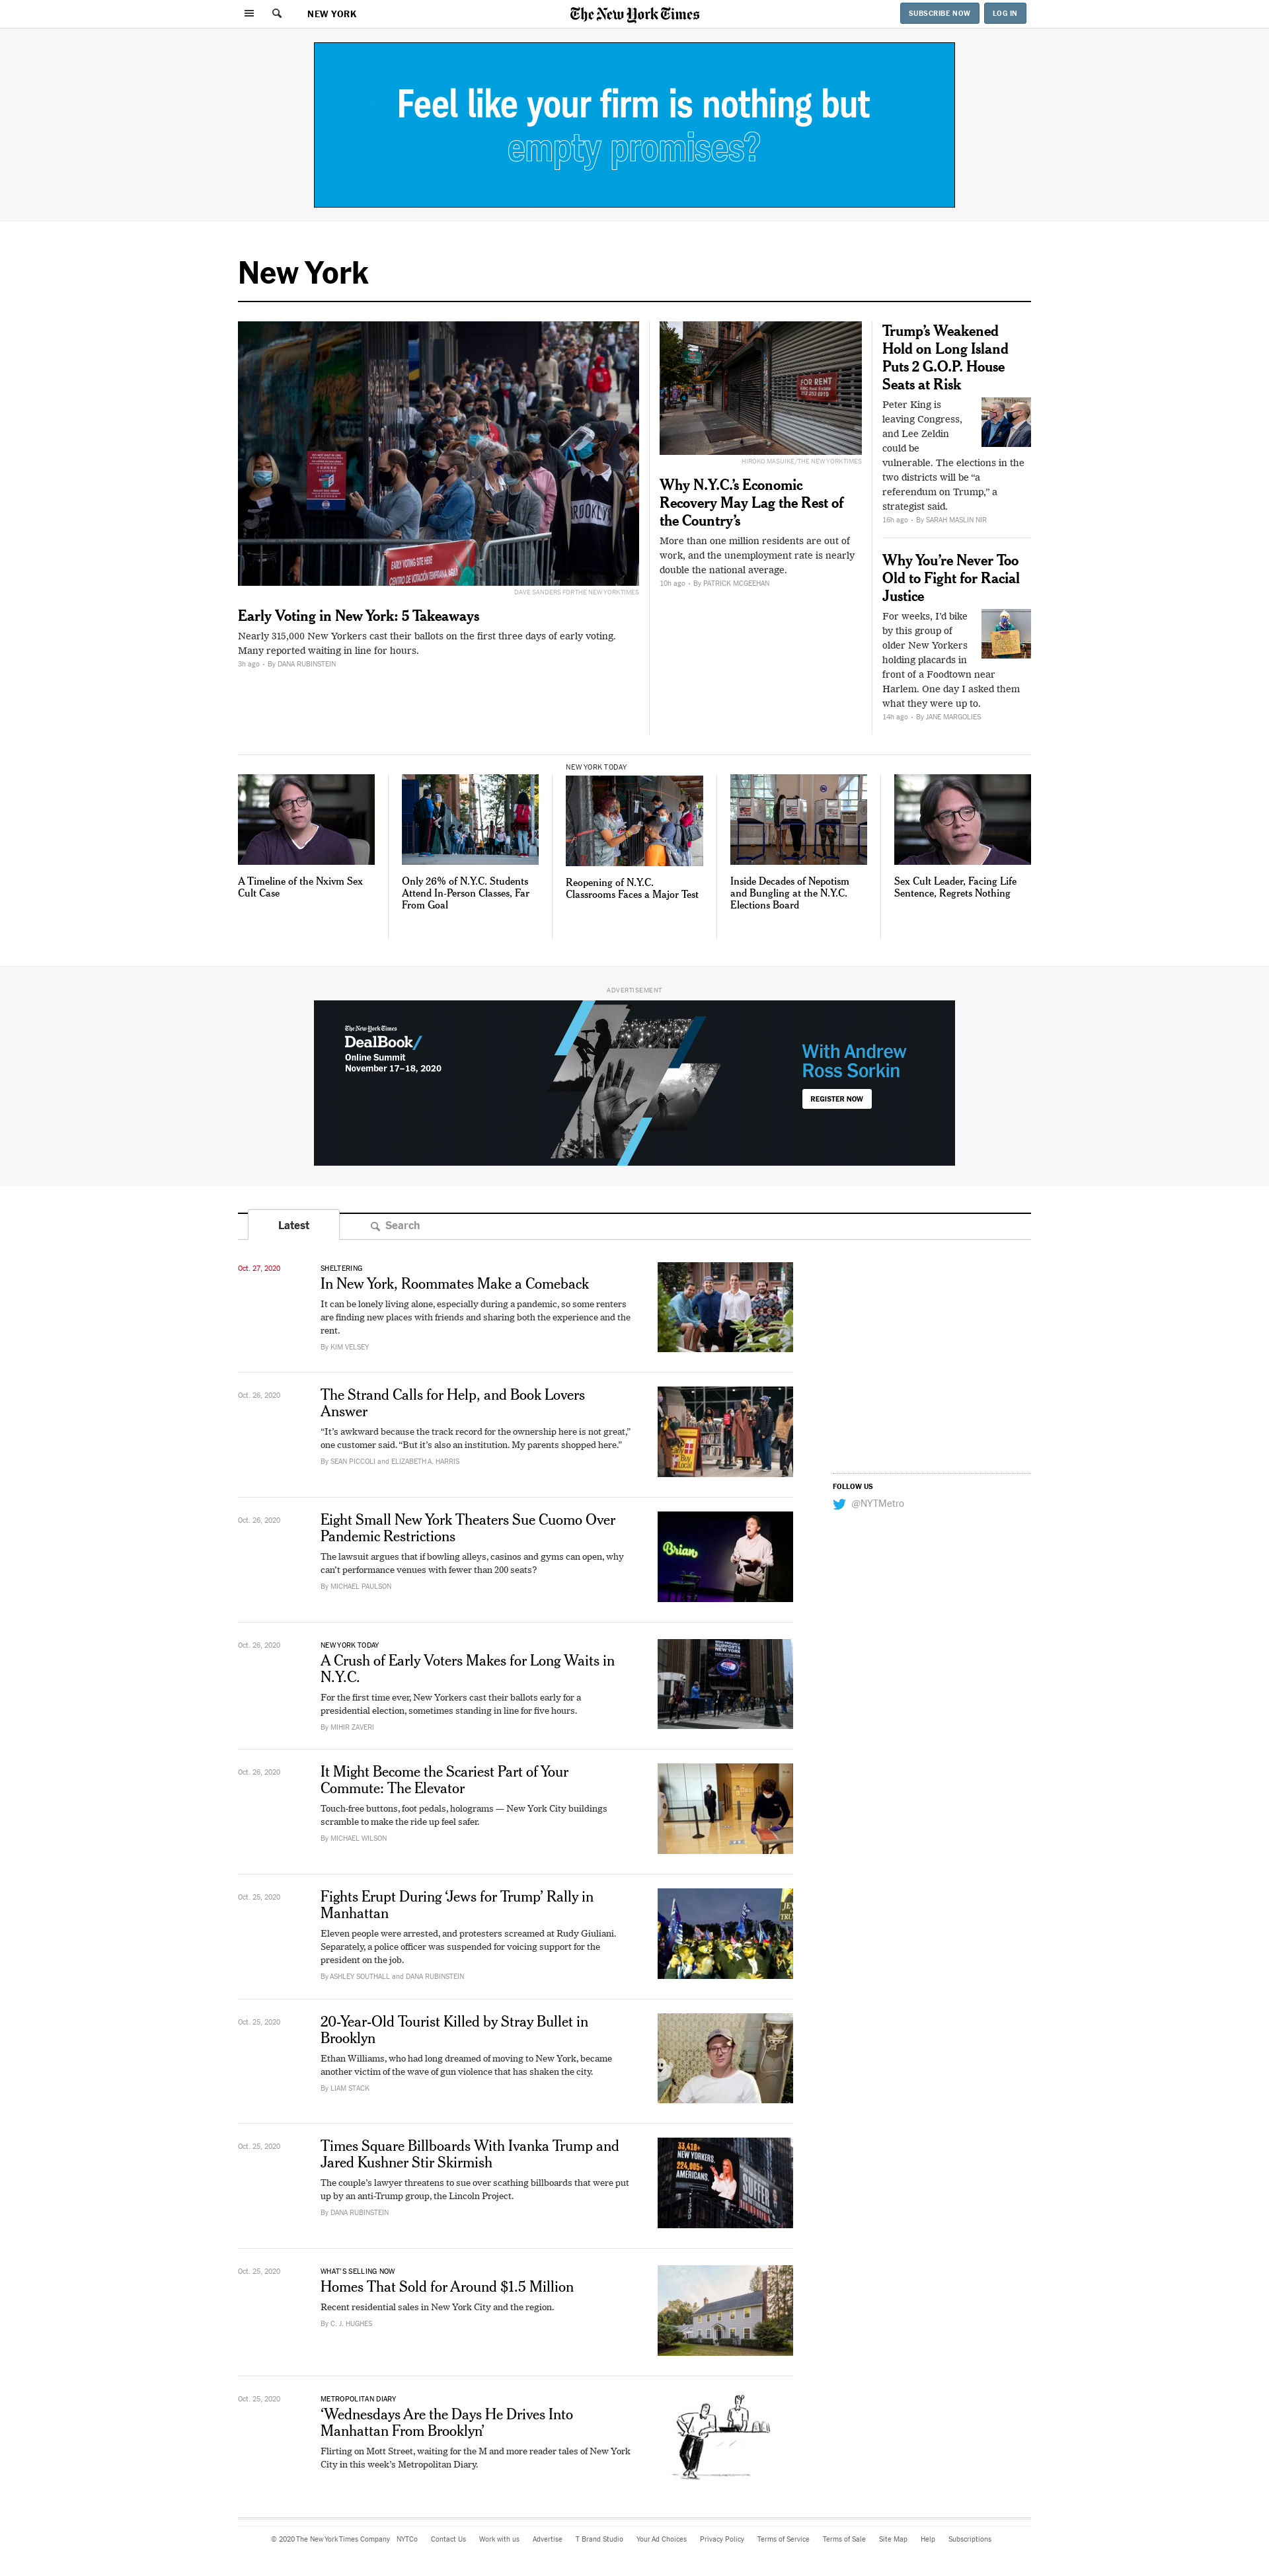 NEW YORK
The New York Times
SUBSCRIBE NOW
LOG IN
Feel like your firm is nothing but
empty promises?
New York
FOR RENT
BROOKLYN
EARLY VOTING SITE HERE
DAVE SANDERS FOR THE NEW YORK TIMES
Early Voting in New York: 5 Takeaways
Nearly 315,000 New Yorkers cast their ballots on the first three days of early voting.
Many reported waiting in line for hours.
3h ago • By DANA RUBINSTEIN
HIROKO MASUIKE/THE NEW YORK TIMES
Why N.Y.C.’s Economic
Recovery May Lag the Rest of
the Country’s
More than one million residents are out of
work, and the unemployment rate is nearly
double the national average.
10h ago • By PATRICK MCGEEHAN
Trump’s Weakened
Hold on Long Island
Puts 2 G.O.P. House
Seats at Risk
Peter King is
leaving Congress,
and Lee Zeldin
could be
vulnerable. The elections in the
two districts will be “a
referendum on Trump,” a
strategist said.
16h ago • By SARAH MASLIN NIR
Why You’re Never Too
Old to Fight for Racial
Justice
For weeks, I’d bike
by this group of
older New Yorkers
holding placards in
front of a Foodtown near
Harlem. One day I asked them
what they were up to.
14h ago • By JANE MARGOLIES
A Timeline of the Nxivm Sex
Cult Case
Only 26% of N.Y.C. Students
Attend In-Person Classes, Far
From Goal
NEW YORK TODAY
Reopening of N.Y.C.
Classrooms Faces a Major Test
Inside Decades of Nepotism
and Bungling at the N.Y.C.
Elections Board
Sex Cult Leader, Facing Life
Sentence, Regrets Nothing
ADVERTISEMENT
The New York Times
DealBook/
Online Summit
November 17–18, 2020
With Andrew
Ross Sorkin
REGISTER NOW
Latest
Search
Oct. 27, 2020
SHELTERING
In New York, Roommates Make a Comeback
It can be lonely living alone, especially during a pandemic, so some renters
are finding new places with friends and sharing both the experience and the
rent.
By KIM VELSEY
Oct. 26, 2020
The Strand Calls for Help, and Book Lovers
Answer
“It’s awkward because the track record for the ownership here is not great,”
one customer said. “But it’s also an institution. My parents shopped here.”
By SEAN PICCOLI and ELIZABETH A. HARRIS
FOLLOW US
@NYTMetro
Oct. 26, 2020
Eight Small New York Theaters Sue Cuomo Over
Pandemic Restrictions
The lawsuit argues that if bowling alleys, casinos and gyms can open, why
can’t performance venues with fewer than 200 seats?
By MICHAEL PAULSON
Brian
Oct. 26, 2020
NEW YORK TODAY
A Crush of Early Voters Makes for Long Waits in
N.Y.C.
For the first time ever, New Yorkers cast their ballots early for a
presidential election, sometimes standing in line for five hours.
By MIHIR ZAVERI
Oct. 26, 2020
It Might Become the Scariest Part of Your
Commute: The Elevator
Touch-free buttons, foot pedals, holograms — New York City buildings
scramble to make the ride up feel safer.
By MICHAEL WILSON
Oct. 25, 2020
Fights Erupt During ‘Jews for Trump’ Rally in
Manhattan
Eleven people were arrested, and protesters screamed at Rudy Giuliani.
Separately, a police officer was suspended for voicing support for the
president on the job.
By ASHLEY SOUTHALL and DANA RUBINSTEIN
Oct. 25, 2020
20-Year-Old Tourist Killed by Stray Bullet in
Brooklyn
Ethan Williams, who had long dreamed of moving to New York, became
another victim of the wave of gun violence that has shaken the city.
By LIAM STACK
Oct. 25, 2020
Times Square Billboards With Ivanka Trump and
Jared Kushner Stir Skirmish
The couple’s lawyer threatens to sue over scathing billboards that were put
up by an anti-Trump group, the Lincoln Project.
By DANA RUBINSTEIN
33,418+
NEW YORKERS.
224,005+
AMERICANS.
SUFFER
Oct. 25, 2020
WHAT’S SELLING NOW
Homes That Sold for Around $1.5 Million
Recent residential sales in New York City and the region.
By C. J. HUGHES
Oct. 25, 2020
METROPOLITAN DIARY
‘Wednesdays Are the Days He Drives Into
Manhattan From Brooklyn’
Flirting on Mott Street, waiting for the M and more reader tales of New York
City in this week’s Metropolitan Diary.
© 2020 The New York Times Company NYTCo Contact Us Work with us Advertise T Brand Studio Your Ad Choices Privacy Policy Terms of Service Terms of Sale Site Map Help Subscriptions